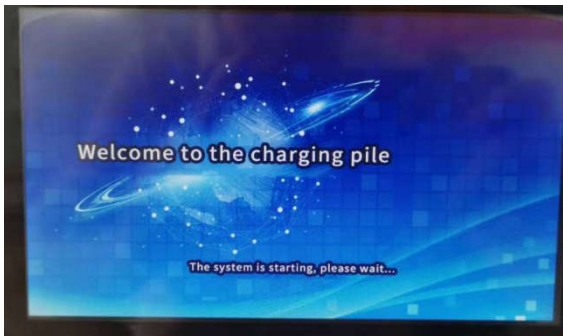 Welcome to the charging pile
The system is starting, please wait...